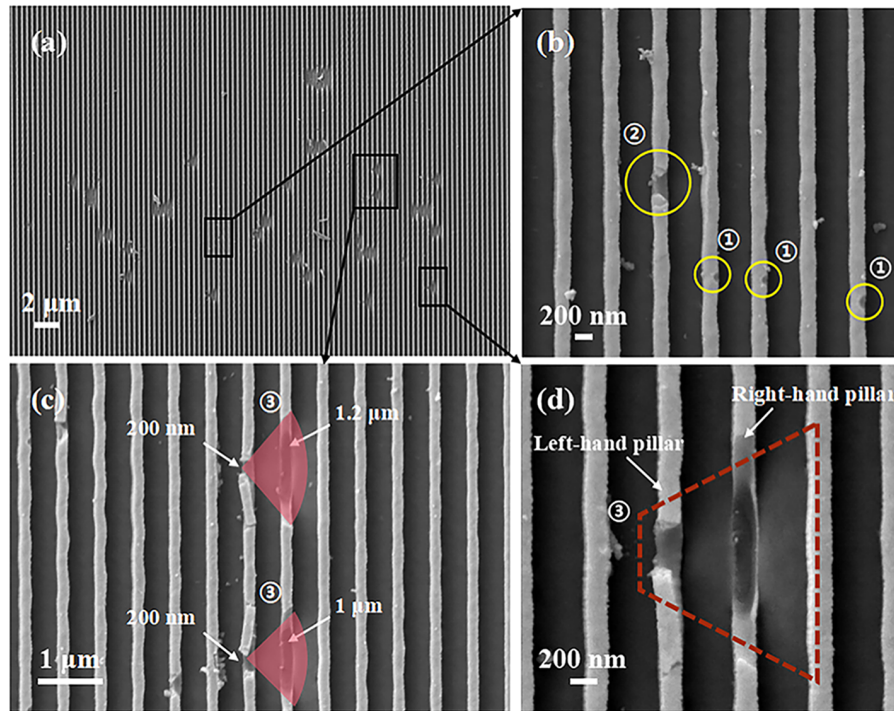 (a)
2 μm
(b)
②
①
①
①
200 nm
(c)
③
200 nm
1.2 μm
③
200 nm
1 μm
1 μm
(d)
Right-hand pillar
Left-hand pillar
③
200 nm